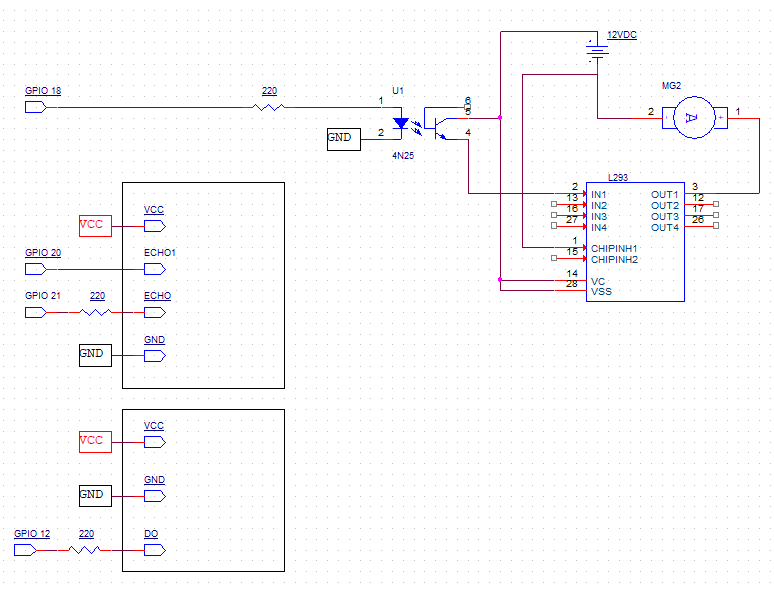 12VDC
GPIO 18
220
U1
6
5
4
1
2
GND
4N25
MG2
2
A
- +
1
L293
2 IN1 OUT1 3
13 IN2 OUT2 12
16 IN3 OUT3 17
27 IN4 OUT4 26
1 CHIPINH1
15 CHIPINH2
14 VC
28 VSS
VCC
VCC
GPIO 20
ECHO1
GPIO 21
220
ECHO
GND
GND
VCC
VCC
GND
GND
GPIO 12
220
DO